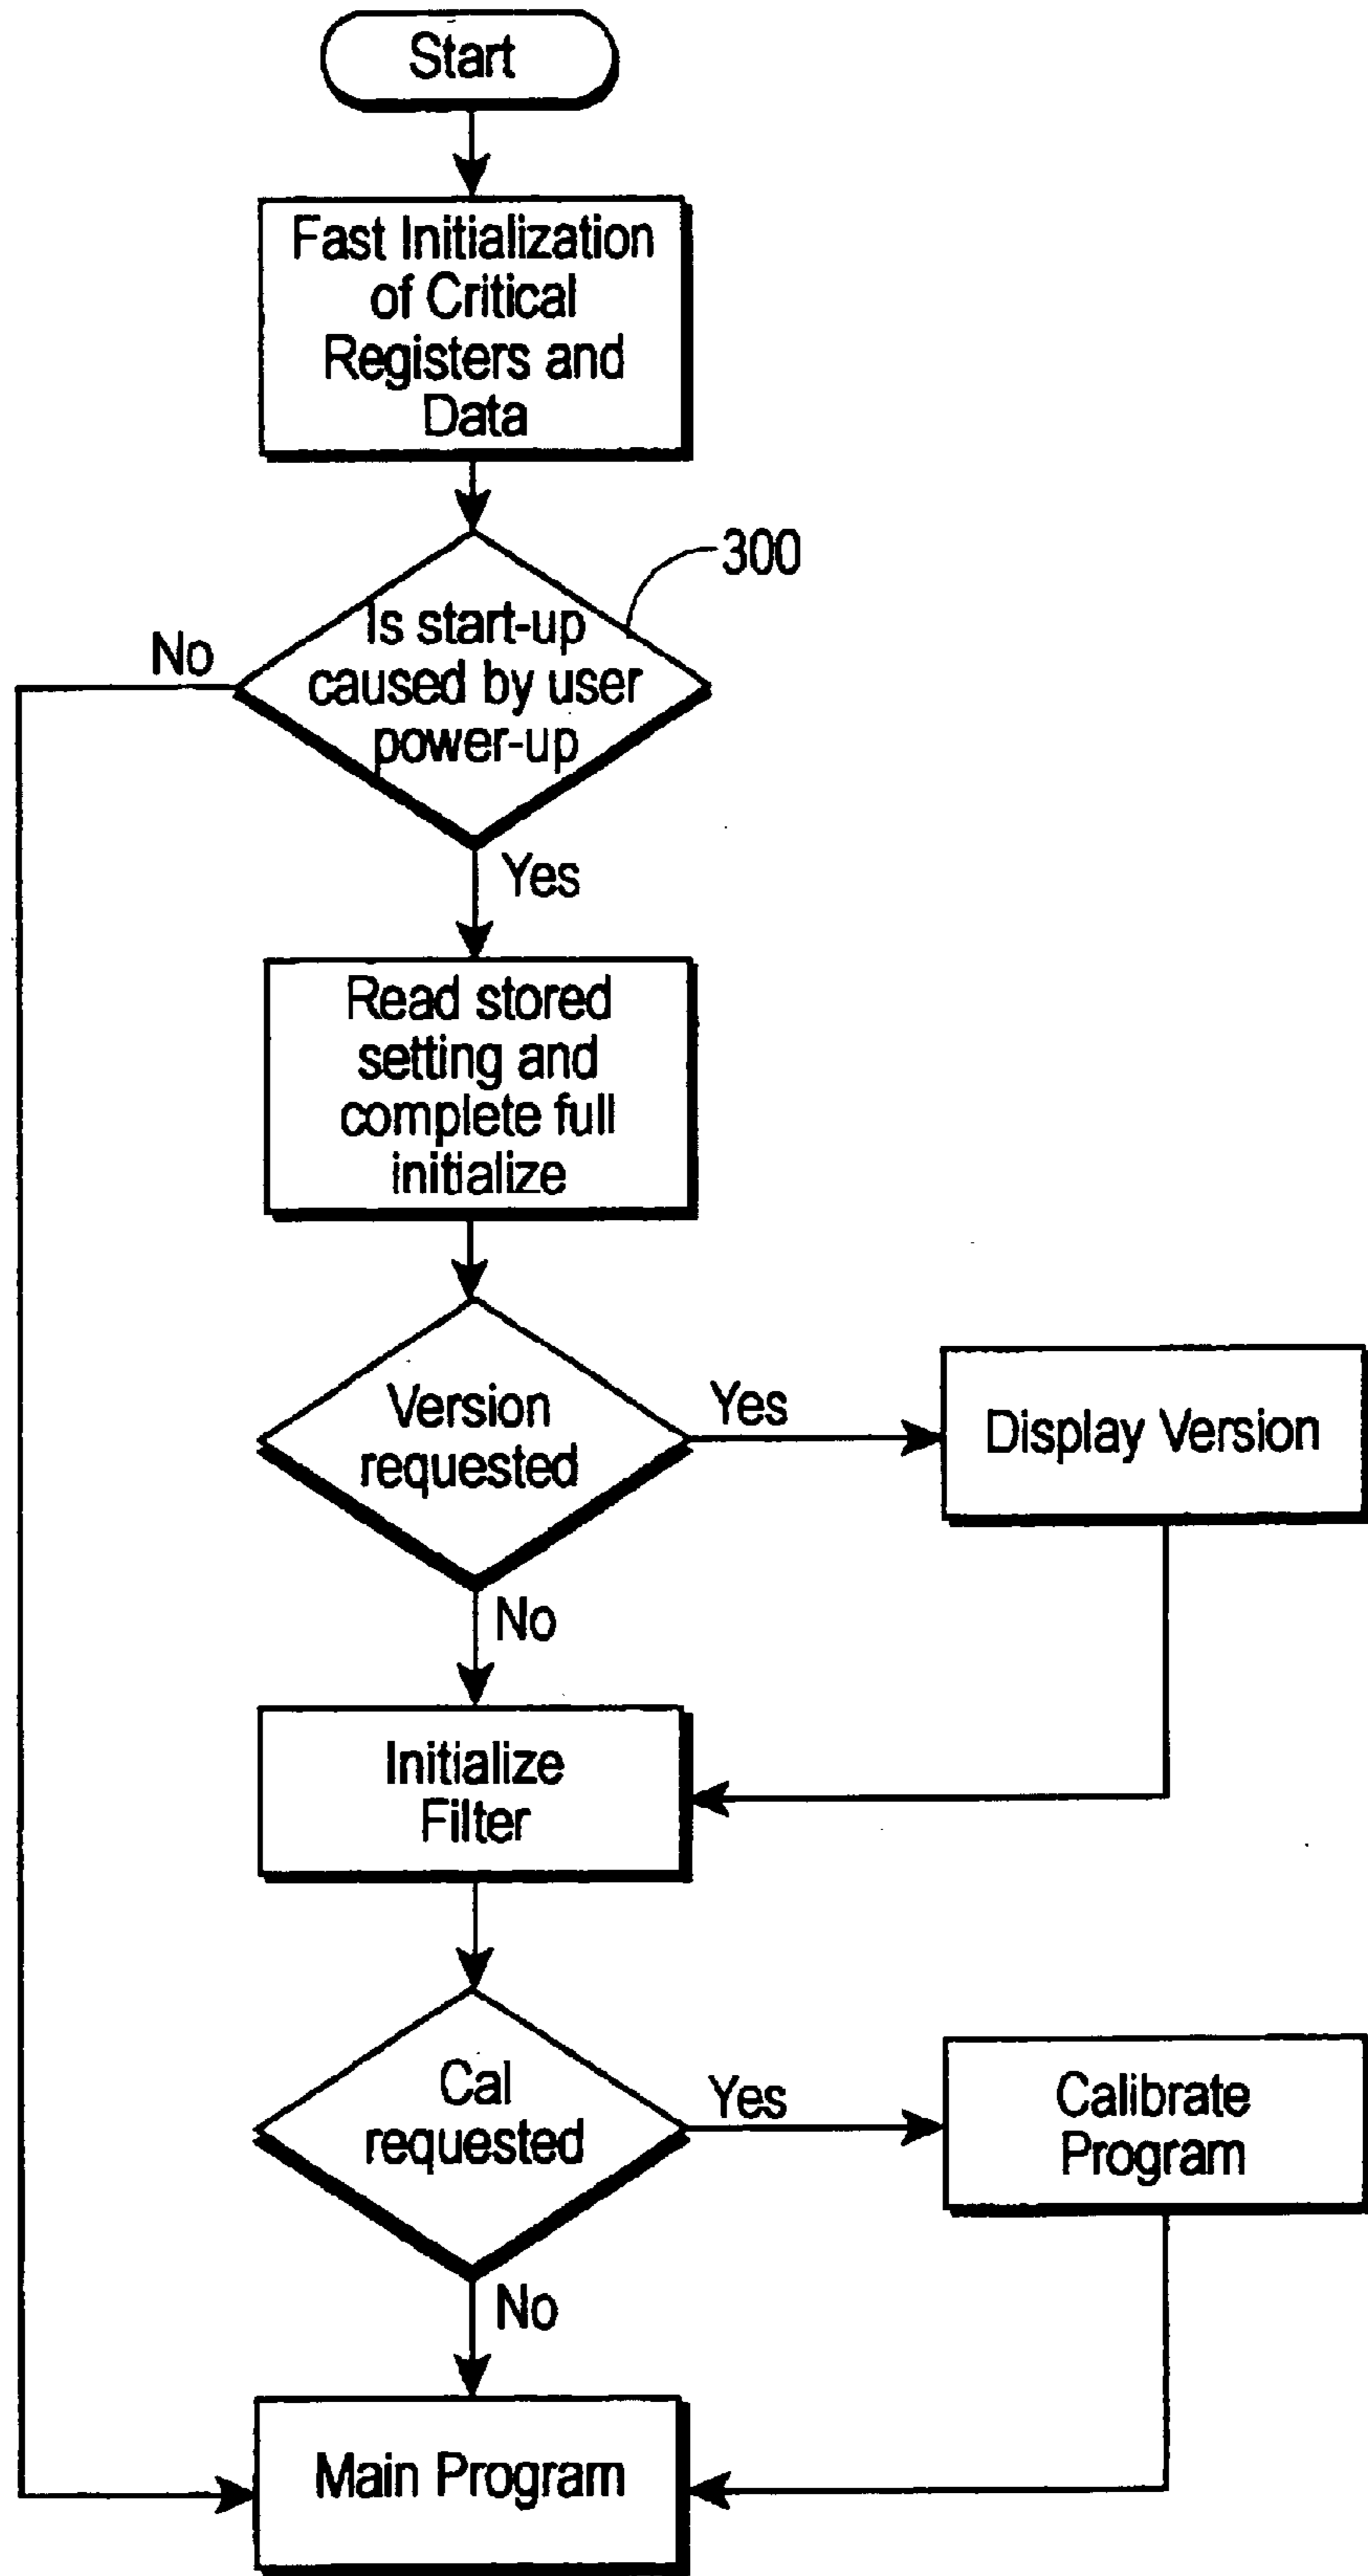 Start
Fast Initialization
of Critical
Registers and
Data
300
Is start-up
caused by user
power-up
No
Yes
Read stored
setting and
complete full
initialize
Version
requested
Yes
Display Version
No
Initialize
Filter
Cal
requested
Yes
Calibrate
Program
No
Main Program